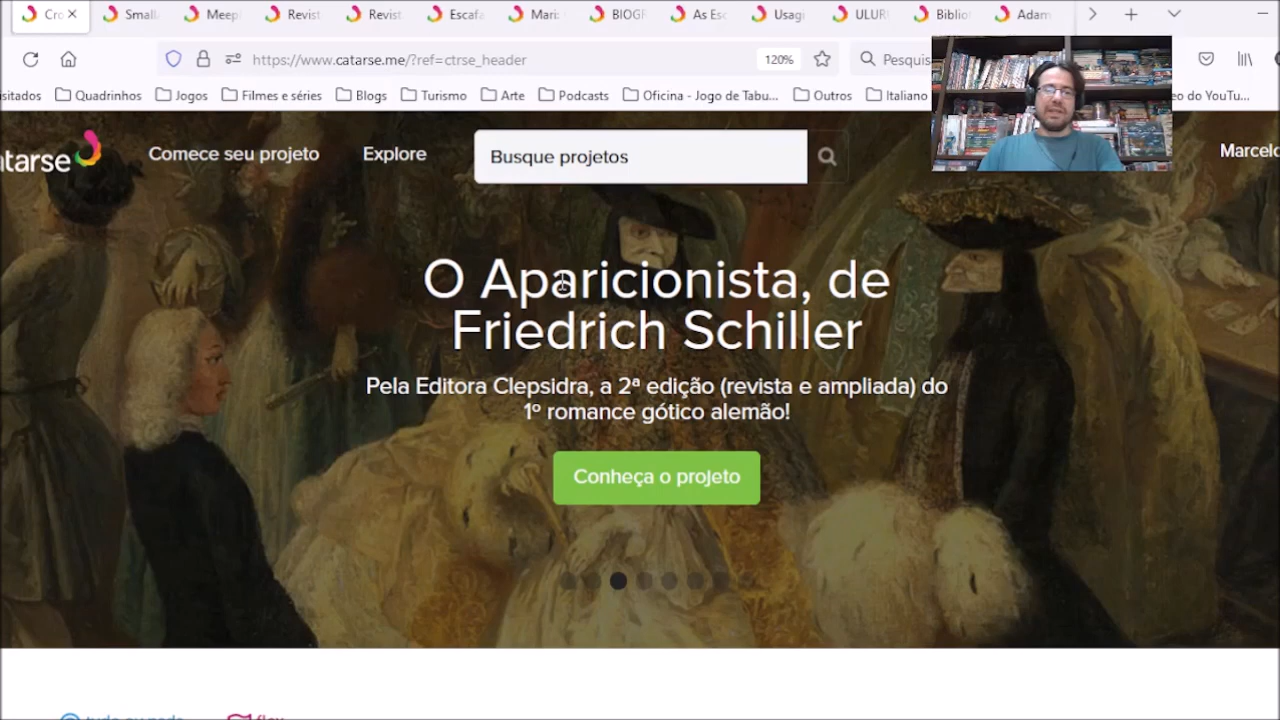 Cro
Small
Meep
Revist
Revist
Escafa
BIOGR
As Esc
Usagi
ULUR
Biblio
Adam
https://www.catarse.me/?ref=ctrse_header
120%
Pesquis
isitados
Quadrinhos
Jogos
Filmes e séries
Blogs
Turismo
Arte
Podcasts
Oficina - Jogo de Tabu...
Outros
Italiano
eo do YouTu...
atarse
Comece seu projeto
Explore
Busque projetos
Marcelo
O Aparicionista, de
Friedrich Schiller
Pela Editora Clepsidra, a 2ª edição (revista e ampliada) do
1º romance gótico alemão!
Conheça o projeto